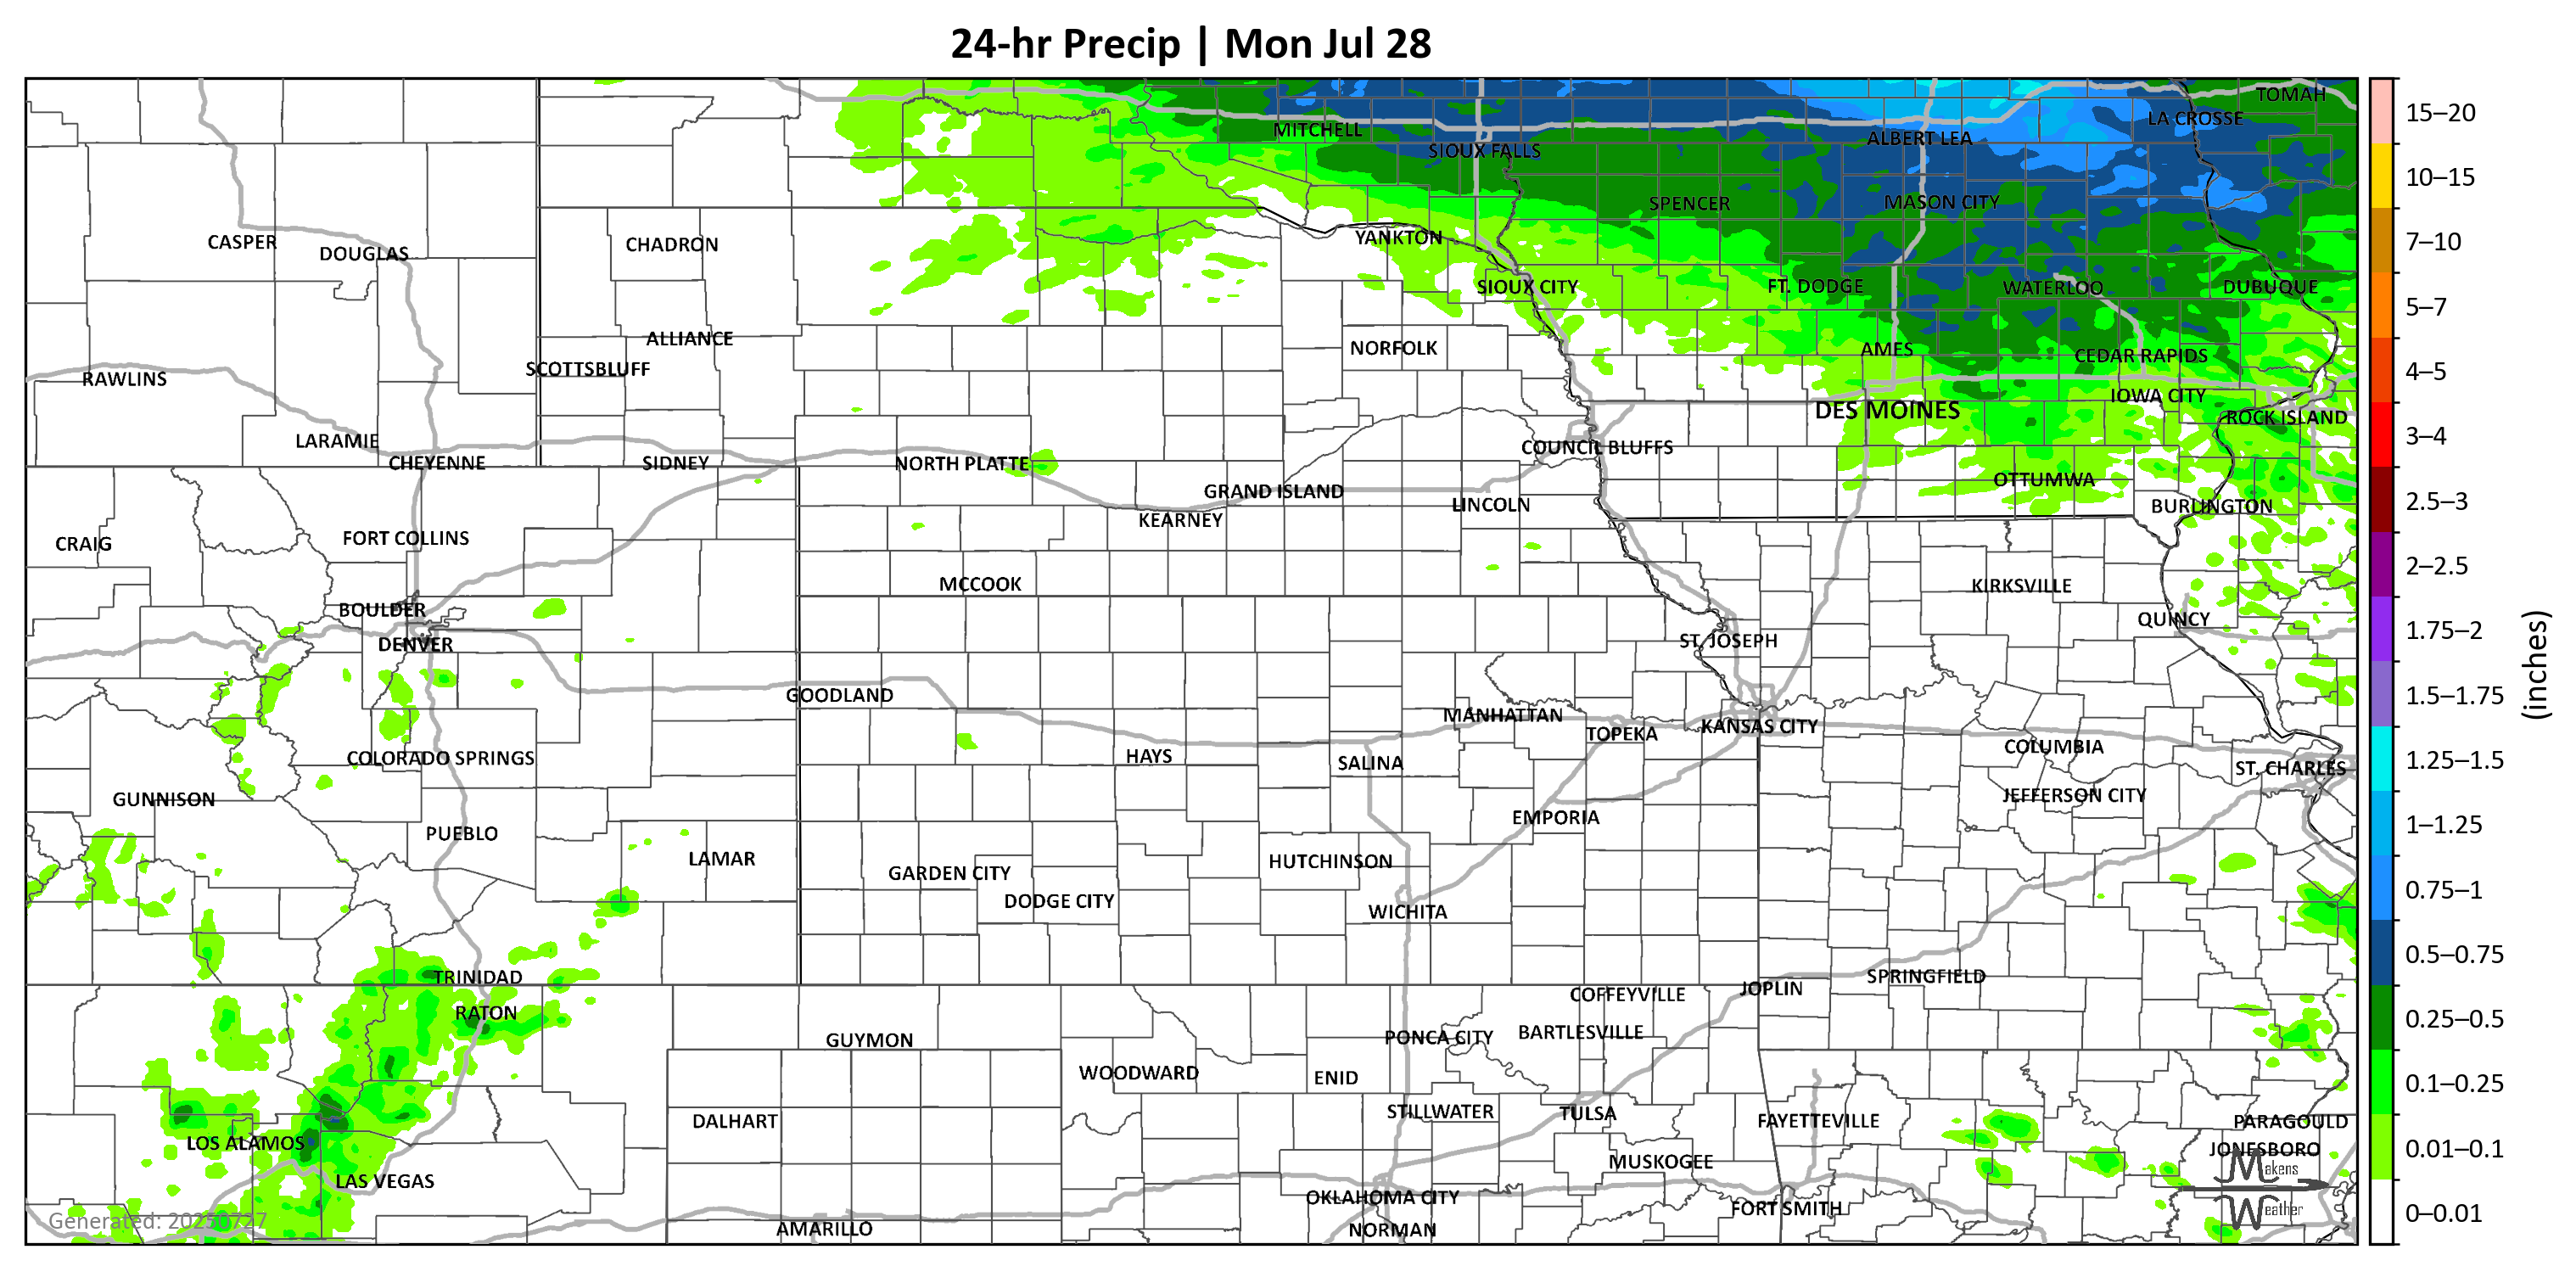 24-hr Precip | Mon Jul 28
TOMAH
LA CROSSE
MITCHELL
ALBERT LEA
SIOUX FALLS
SPENCER
MASON CITY
YANKTON
CASPER
CHADRON
DOUGLAS
SIOUX CITY
FT. DODGE
WATERLOO
DUBUQUE
ALLIANCE
NORFOLK
AMES
CEDAR RAPIDS
SCOTTSBLUFF
RAWLINS
IOWA CITY
DES MOINES
ROCK ISLAND
LARAMIE
COUNCIL BLUFFS
CHEYENNE
SIDNEY
NORTH PLATTE
OTTUMWA
GRAND ISLAND
LINCOLN
BURLINGTON
KEARNEY
FORT COLLINS
CRAIG
MCCOOK
KIRKSVILLE
BOULDER
QUINCY
DENVER
ST. JOSEPH
GOODLAND
MANHATTAN
KANSAS CITY
TOPEKA
COLUMBIA
COLORADO SPRINGS
HAYS
SALINA
ST. CHARLES
GUNNISON
JEFFERSON CITY
EMPORIA
PUEBLO
LAMAR
HUTCHINSON
GARDEN CITY
DODGE CITY
WICHITA
TRINIDAD
SPRINGFIELD
JOPLIN
COFFEYVILLE
RATON
BARTLESVILLE
PONCA CITY
GUYMON
WOODWARD
ENID
STILLWATER
TULSA
DALHART
FAYETTEVILLE
PARAGOULD
LOS ALAMOS
JONESBORO
MUSKOGEE
LAS VEGAS
OKLAHOMA CITY
FORT SMITH
AMARILLO
NORMAN
Makens
Weather
Generated: 20250727
15–20
10–15
7–10
5–7
4–5
3–4
2.5–3
2–2.5
1.75–2
1.5–1.75
1.25–1.5
1–1.25
0.75–1
0.5–0.75
0.25–0.5
0.1–0.25
0.01–0.1
0–0.01
(inches)